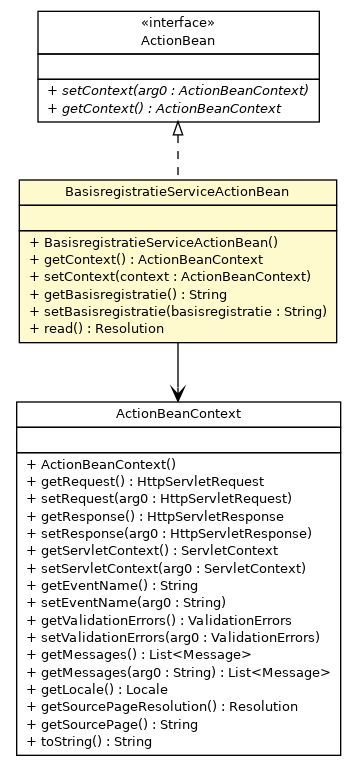 «interface»
ActionBean
+ setContext(arg0 : ActionBeanContext)
+ getContext() : ActionBeanContext
BasisregistratieServiceActionBean
+ BasisregistratieServiceActionBean()
+ getContext() : ActionBeanContext
+ setContext(context : ActionBeanContext)
+ getBasisregistratie() : String
+ setBasisregistratie(basisregistratie : String)
+ read() : Resolution
ActionBeanContext
+ ActionBeanContext()
+ getRequest() : HttpServletRequest
+ setRequest(arg0 : HttpServletRequest)
+ getResponse() : HttpServletResponse
+ setResponse(arg0 : HttpServletResponse)
+ getServletContext() : ServletContext
+ setServletContext(arg0 : ServletContext)
+ getEventName() : String
+ setEventName(arg0 : String)
+ getValidationErrors() : ValidationErrors
+ setValidationErrors(arg0 : ValidationErrors)
+ getMessages() : List<Message>
+ getMessages(arg0 : String) : List<Message>
+ getLocale() : Locale
+ getSourcePageResolution() : Resolution
+ getSourcePage() : String
+ toString() : String